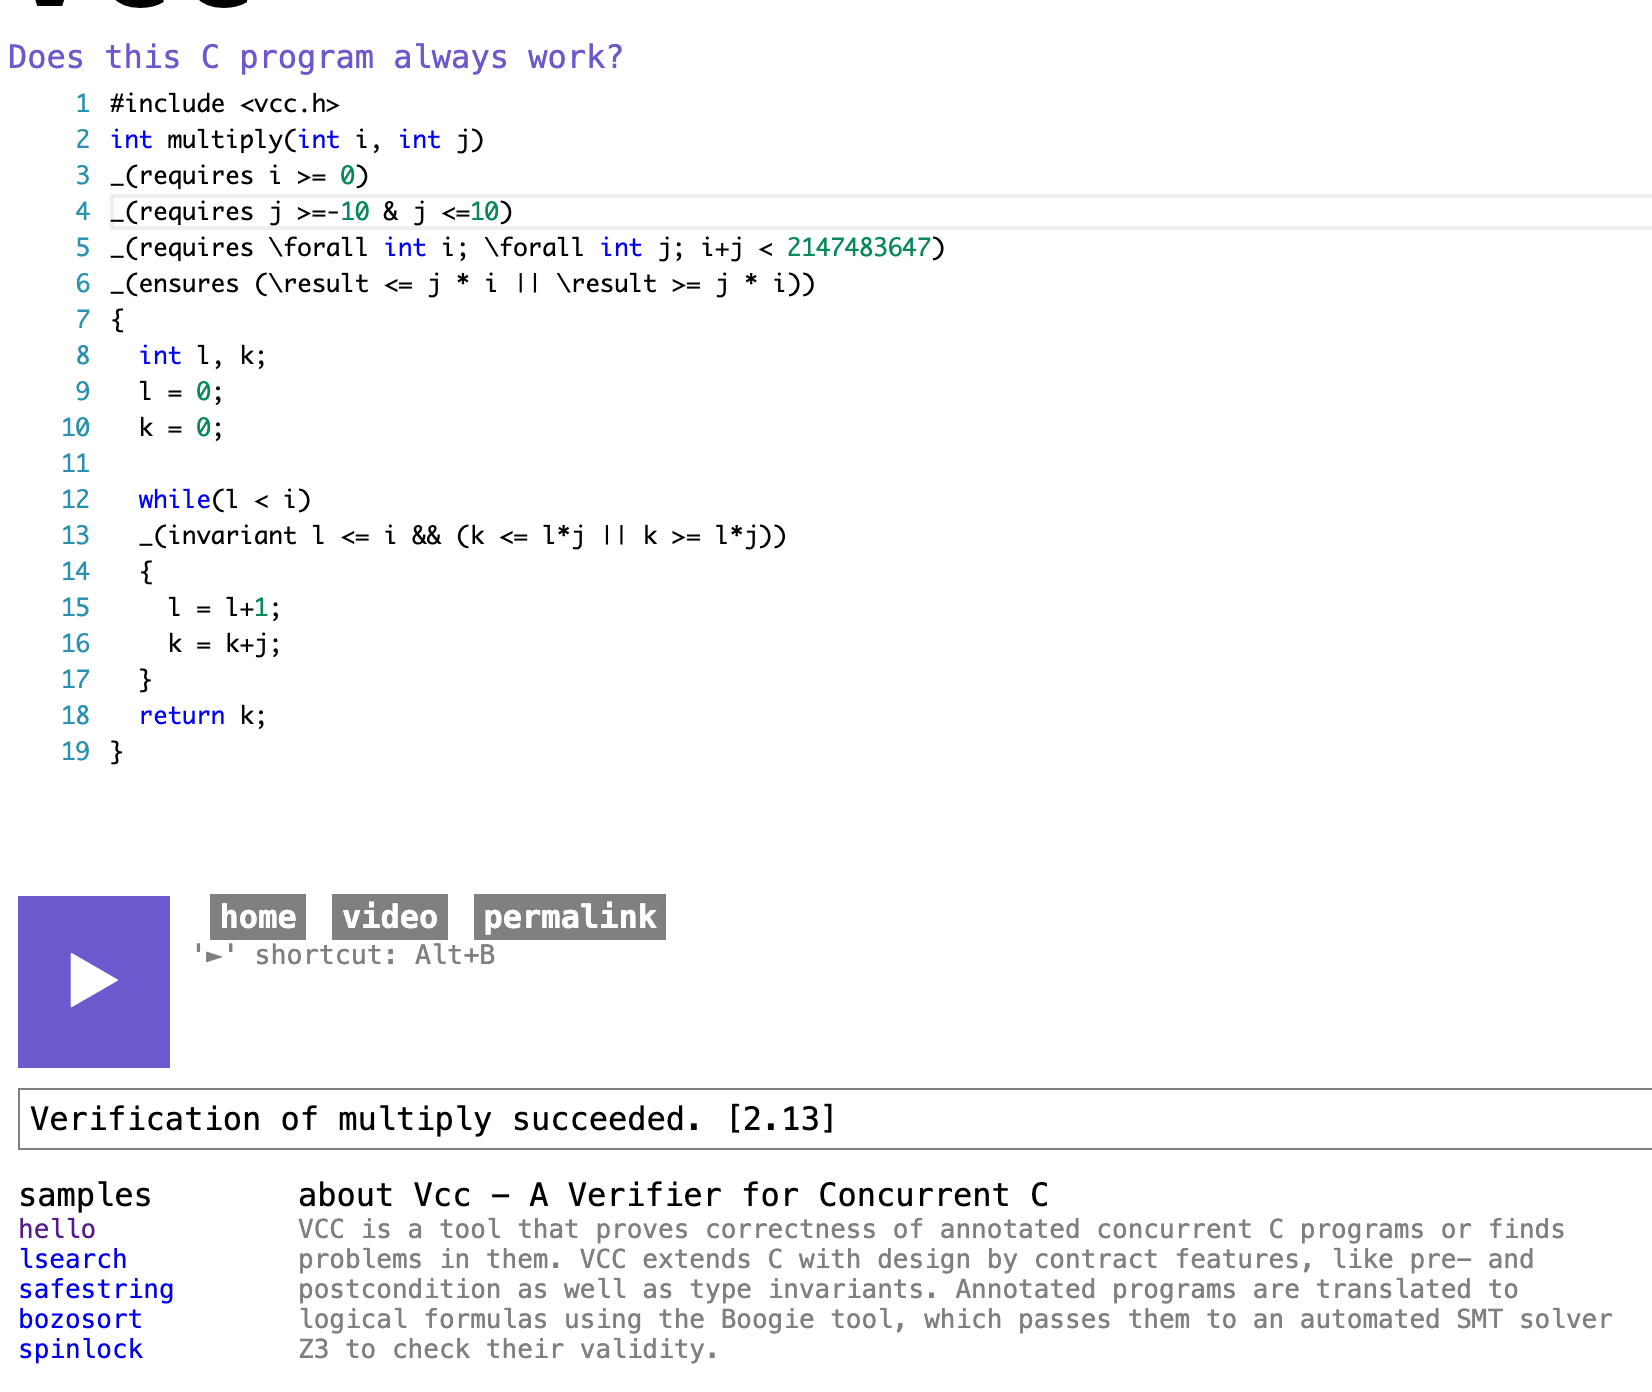 Does this C program always work?
1 #include <vcc.h>
2 int multiply(int i, int j)
3 _(requires i >= 0)
4 _(requires j >=-10 & j <=10)
5 _(requires \forall int i; \forall int j; i+j < 2147483647)
6 _(ensures (\result <= j * i || \result >= j * i))
7 {
8   int l, k;
9   l = 0;
10   k = 0;
11
12   while(l < i)
13   _(invariant l <= i && (k <= l*j || k >= l*j))
14   {
15     l = l+1;
16     k = k+j;
17   }
18   return k;
19 }
home video permalink
'►' shortcut: Alt+B
Verification of multiply succeeded. [2.13]
samples
hello
lsearch
safestring
bozosort
spinlock
about Vcc - A Verifier for Concurrent C
VCC is a tool that proves correctness of annotated concurrent C programs or finds
problems in them. VCC extends C with design by contract features, like pre- and
postcondition as well as type invariants. Annotated programs are translated to
logical formulas using the Boogie tool, which passes them to an automated SMT solver
Z3 to check their validity.